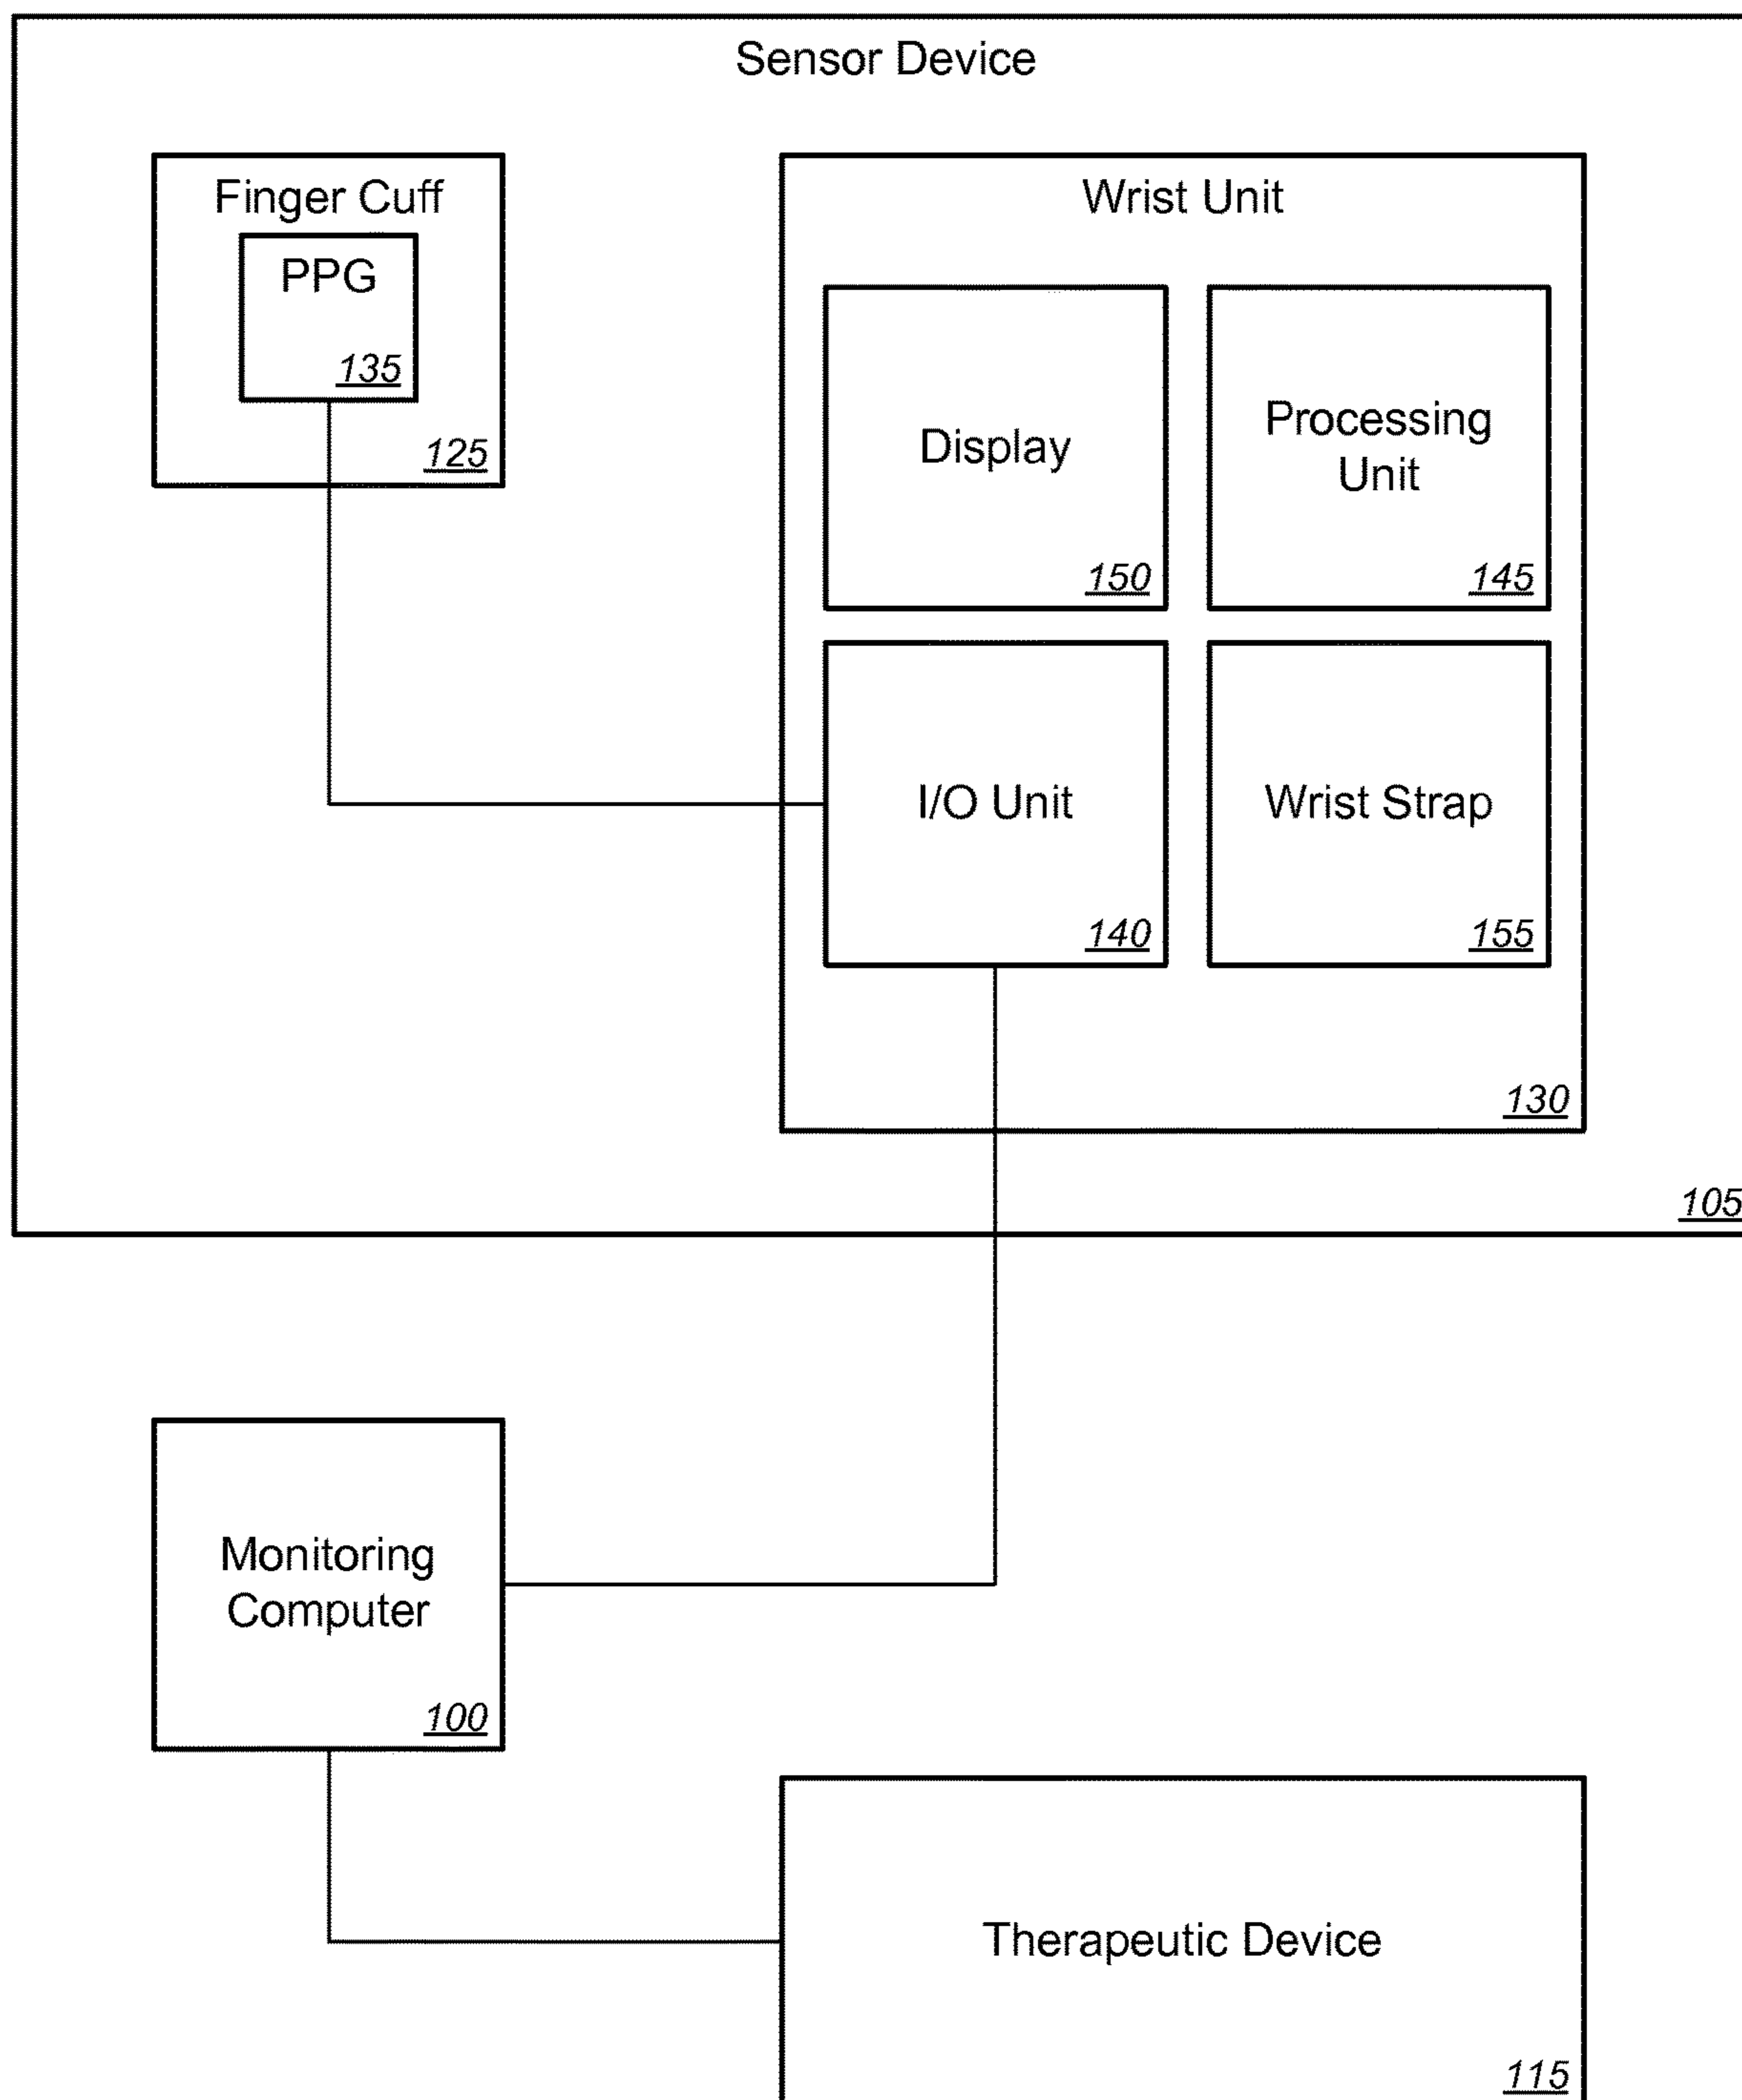 Sensor Device
Finger Cuff
PPG
135
125
Wrist Unit
Display
150
Processing
Unit
145
I/O Unit
140
Wrist Strap
155
130
105
Monitoring
Computer
100
Therapeutic Device
115